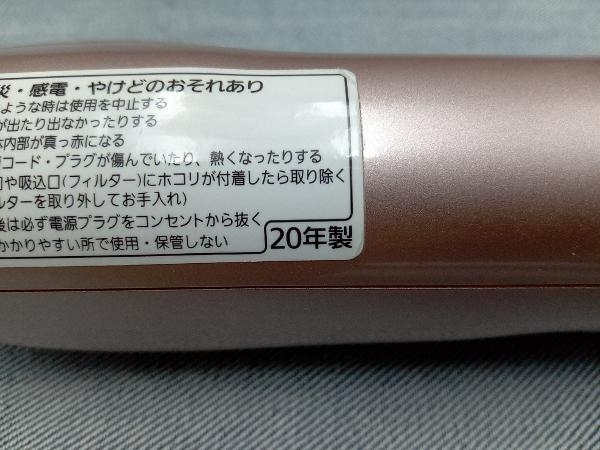 災・感電・やけどのおそれあり
ような時は使用を中止する
が出たり出なかったりする
内部が真っ赤になる
コード・プラグが傷んでいたり、熱くなったりする
や吸込口(フィルター)にホコリが付着したら取り除く
ルターを取り外してお手入れ)
後は必ず電源プラグをコンセントから抜く
かかりやすい所で使用・保管しない
20年製